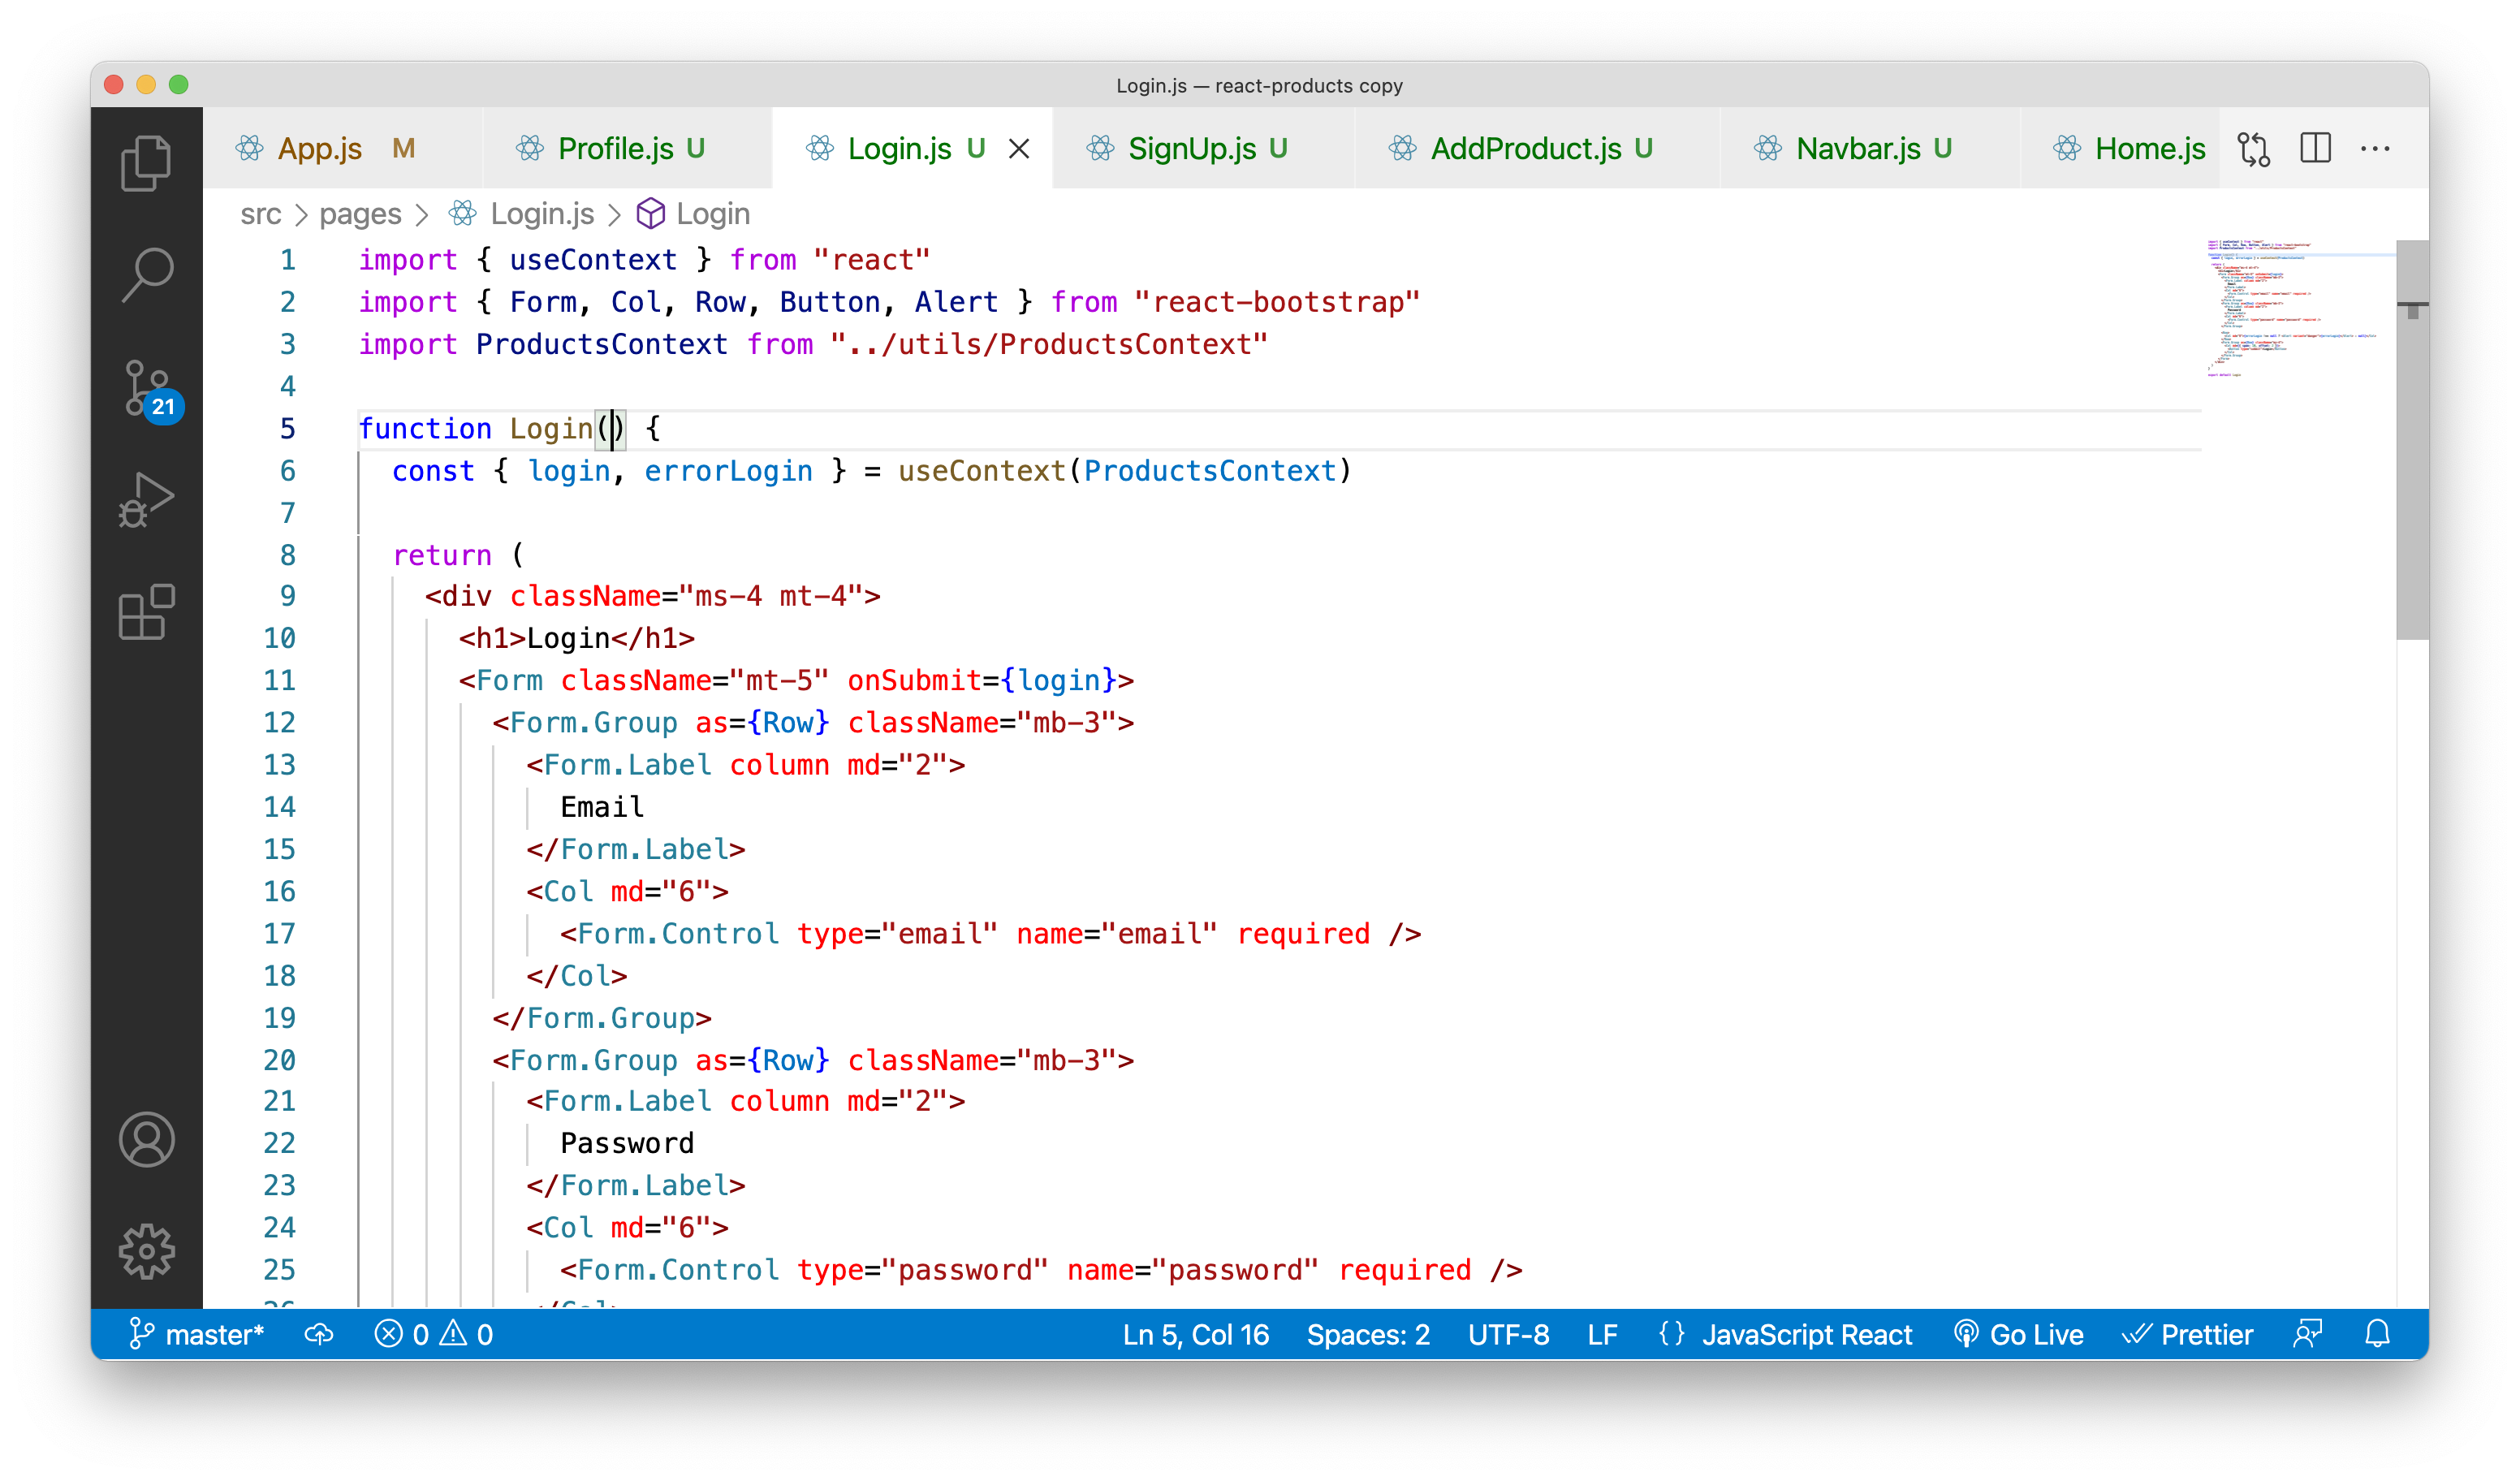 Login.js — react-products copy
App.js M Profile.js U Login.js U SignUp.js U AddProduct.js U Navbar.js U Home.js
src > pages > Login.js > Login
1 import { useContext } from "react"
2 import { Form, Col, Row, Button, Alert } from "react-bootstrap"
3 import ProductsContext from "../utils/ProductsContext"
4
5 function Login() {
6 const { login, errorLogin } = useContext(ProductsContext)
7
8 return (
9 <div className="ms-4 mt-4">
10 <h1>Login</h1>
11 <Form className="mt-5" onSubmit={login}>
12 <Form.Group as={Row} className="mb-3">
13 <Form.Label column md="2">
14 Email
15 </Form.Label>
16 <Col md="6">
17 <Form.Control type="email" name="email" required />
18 </Col>
19 </Form.Group>
20 <Form.Group as={Row} className="mb-3">
21 <Form.Label column md="2">
22 Password
23 </Form.Label>
24 <Col md="6">
25 <Form.Control type="password" name="password" required />
21
master* 0 0 Ln 5, Col 16 Spaces: 2 UTF-8 LF {} JavaScript React Go Live Prettier